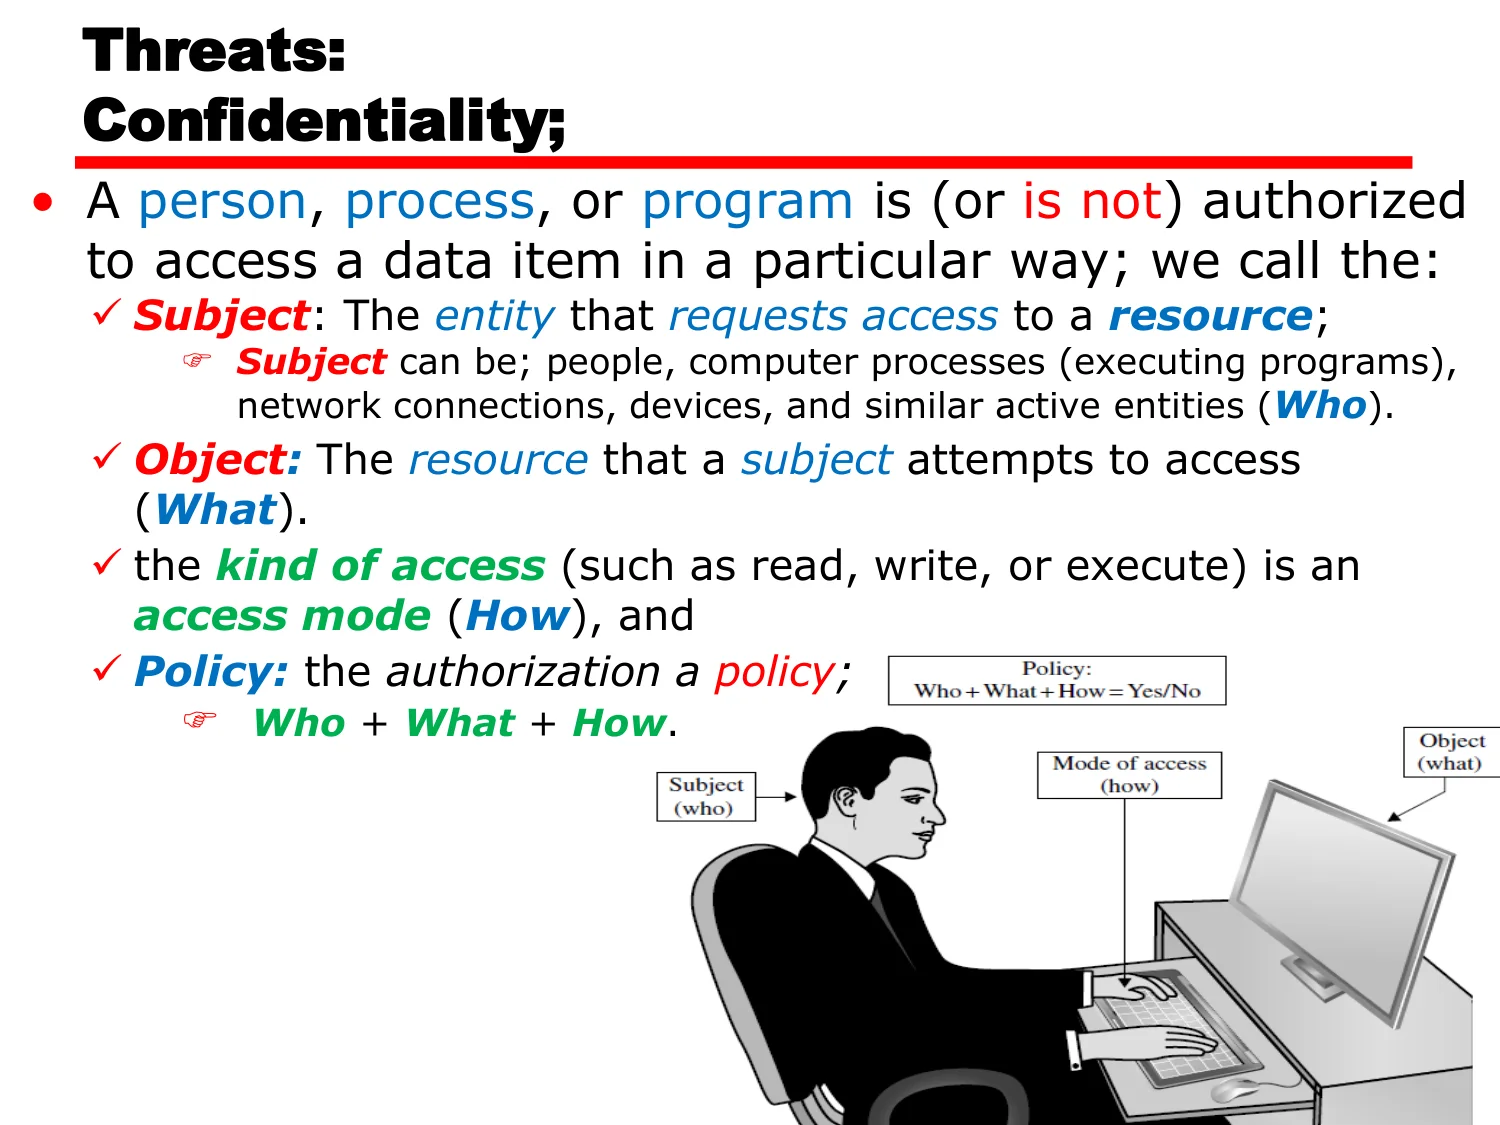 Threats:
Confidentiality;
• A person, process, or program is (or is not) authorized
to access a data item in a particular way; we call the:
✓ Subject: The entity that requests access to a resource;
☞ Subject can be; people, computer processes (executing programs),
network connections, devices, and similar active entities (Who).
✓ Object: The resource that a subject attempts to access
(What).
✓ the kind of access (such as read, write, or execute) is an
access mode (How), and
✓ Policy: the authorization a policy;
☞ Who + What + How.
Policy:
Who + What + How = Yes/No
Subject
(who)
Mode of access
(how)
Object
(what)